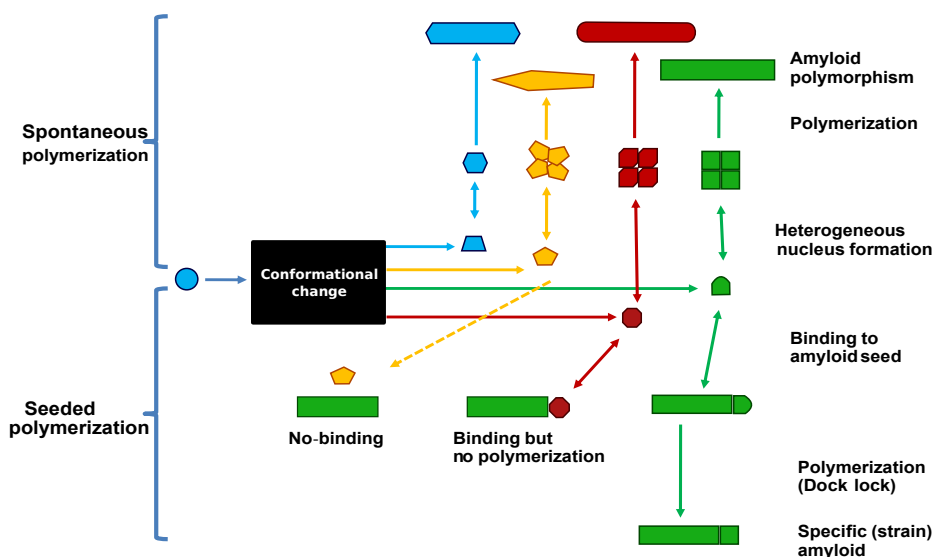 Amyloid
polymorphism
Spontaneous
polymerization
Polymerization
Heterogeneous
nucleus formation
Conformational
change
Binding to
amyloid seed
Seeded
polymerization
No-binding
Binding but
no polymerization
Polymerization
(Dock lock)
Specific (strain)
amyloid